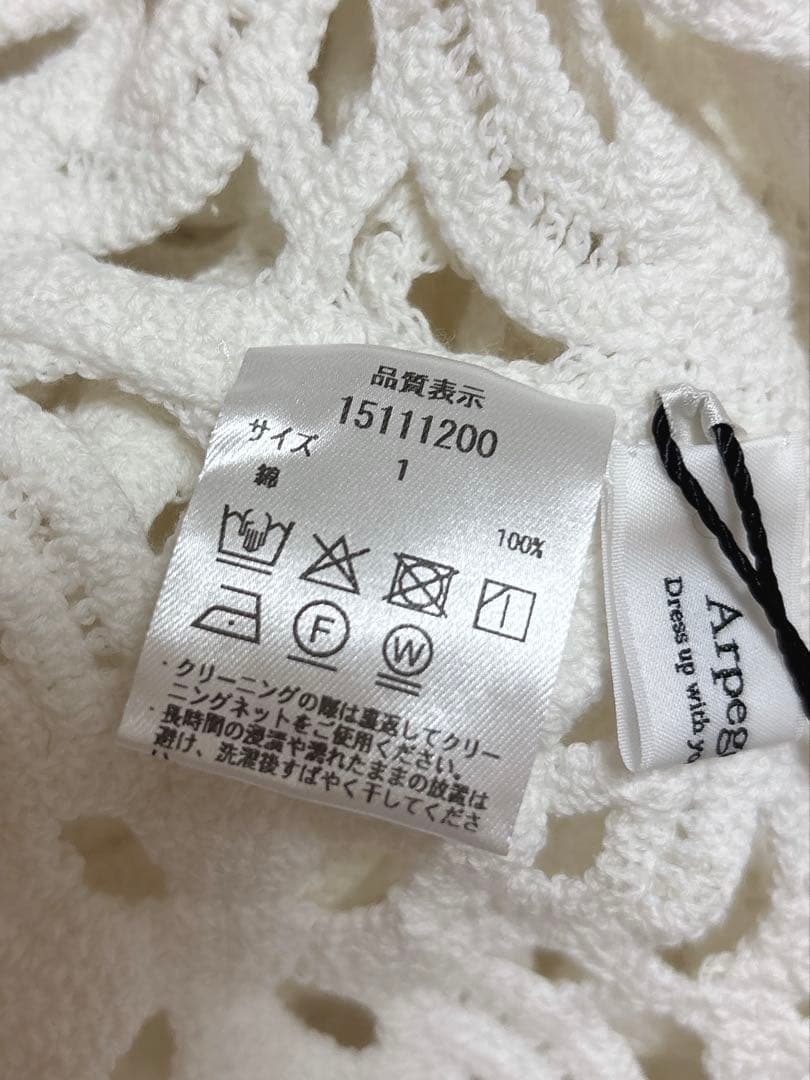 品質表示
15111200
サイズ 1
綿 100%
F
W
・クリーニングの際は裏返してクリー
ニングネットをご使用ください。
・長時間の浸漬や濡れたままの放置は
避け、洗濯後すばやく干してくださ
Arpeg
Dress up with yo